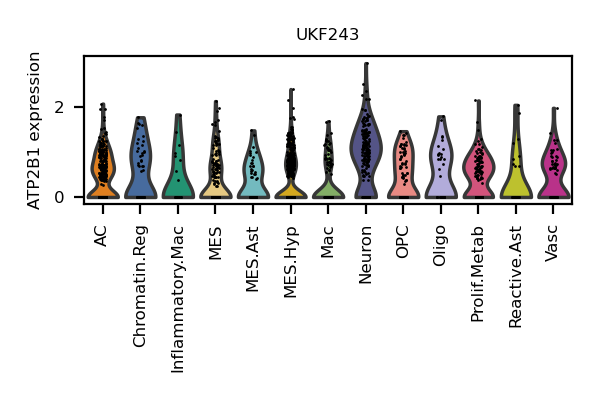 UKF243
ATP2B1 expression
2
0
AC
Chromatin.Reg
Inflammatory.Mac
MES
MES.Ast
MES.Hyp
Mac
Neuron
OPC
Oligo
Prolif.Metab
Reactive.Ast
Vasc